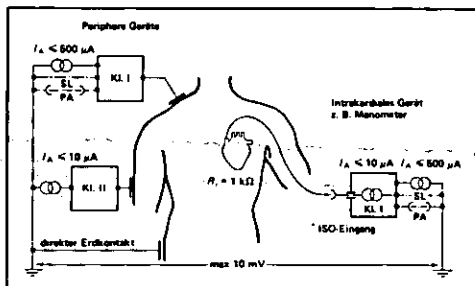 Periphere Geräte
I_A ≤ 500 µA
KL. I
SL
PA
I_A ≤ 10 µA
KL. II
direkter Erdkontakt
R_i = 1 kΩ
Intrakardiales Gerät
z. B. Manometer
I_A ≤ 10 µA I_A ≤ 500 µA
KL. I
SL
PA
* ISO-Eingang
max 10 mV